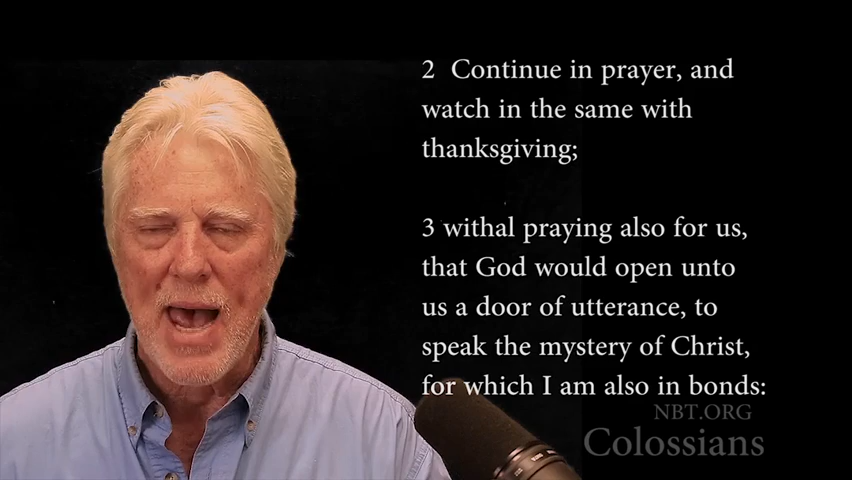 2  Continue in prayer, and
watch in the same with
thanksgiving;
3 withal praying also for us,
that God would open unto
us a door of utterance, to
speak the mystery of Christ,
for which I am also in bonds:
NBT.ORG
Colossians